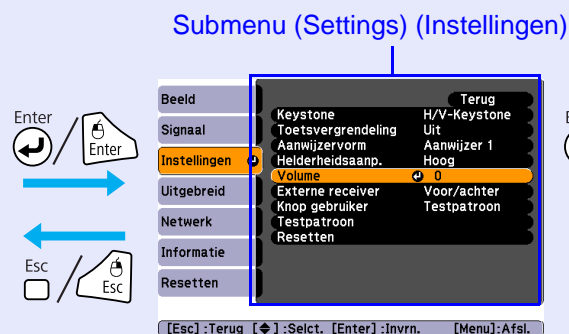 Submenu (Settings) (Instellingen)
Beeld
Signaal
Instellingen
Uitgebreid
Netwerk
Informatie
Resetten
Terug
Keystone H/V-Keystone
Toetsvergrendeling Uit
Aanwijzervorm Aanwijzer 1
Helderheidsaanp. Hoog
Volume 0
Externe receiver Voor/achter
Knop gebruiker Testpatroon
Testpatroon
Resetten
[Esc] :Terug [ ] :Selct. [Enter] :Invrn. [Menu]:Afsl.
Enter
Enter
Esc
Esc